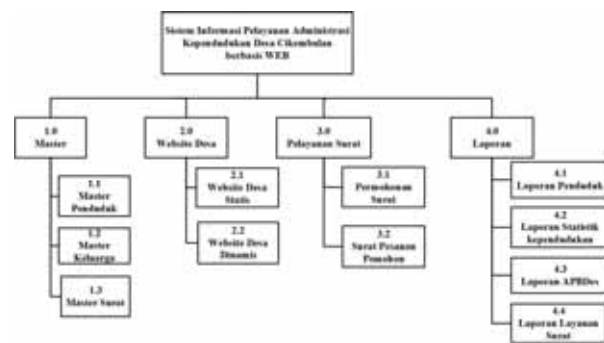 Sistem Informasi Pelayanan Administrasi
Kependudukan Desa Cikembulan
berbasis WEB
1.0
Master
2.0
Website Desa
3.0
Pelayanan Surat
4.0
Laporan
1.1
Master
Penduduk
1.2
Master
Keluarga
1.3
Master Surat
2.1
Website Desa
Statis
2.2
Website Desa
Dinamis
3.1
Permohonan
Surat
3.2
Surat Pesanan
Pemohon
4.1
Laporan Penduduk
4.2
Laporan Statistik
kependudukan
4.3
Laporan APBDes
4.4
Laporan Layanan
Surat